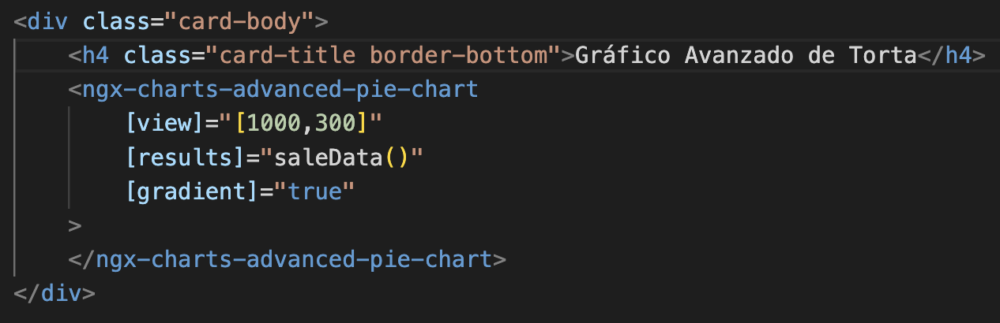 <div class="card-body">
<h4 class="card-title border-bottom">Gráfico Avanzado de Torta</h4>
<ngx-charts-advanced-pie-chart
[view]="[1000,300]"
[results]="saleData()"
[gradient]="true"
>
</ngx-charts-advanced-pie-chart>
</div>